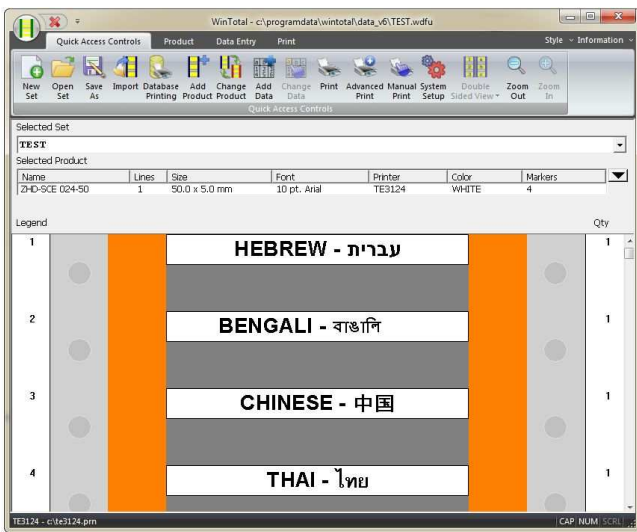 WinTotal - c:\programdata\wintotal\data_v6\TEST.wdfu
Quick Access Controls Product Data Entry Print Style Information
New Set Open Set Save As Import Database Printing Add Product Change Product Add Data Change Data Print Advanced Print Manual Print System Setup Double Sided View Zoom Out Zoom In
Quick Access Controls
Selected Set
TEST
Selected Product
Name Lines Size Font Printer Color Markers
ZHD-SCE 024-50 1 50.0 x 5.0 mm 10 pt. Arial TE3124 WHITE 4
Legend Qty
1 HEBREW - עברית 1
2 BENGALI - বাঙালি 1
3 CHINESE - 中国 1
4 THAI - ไทย 1
TE3124 - c:\te3124.prn CAP NUM SCRL